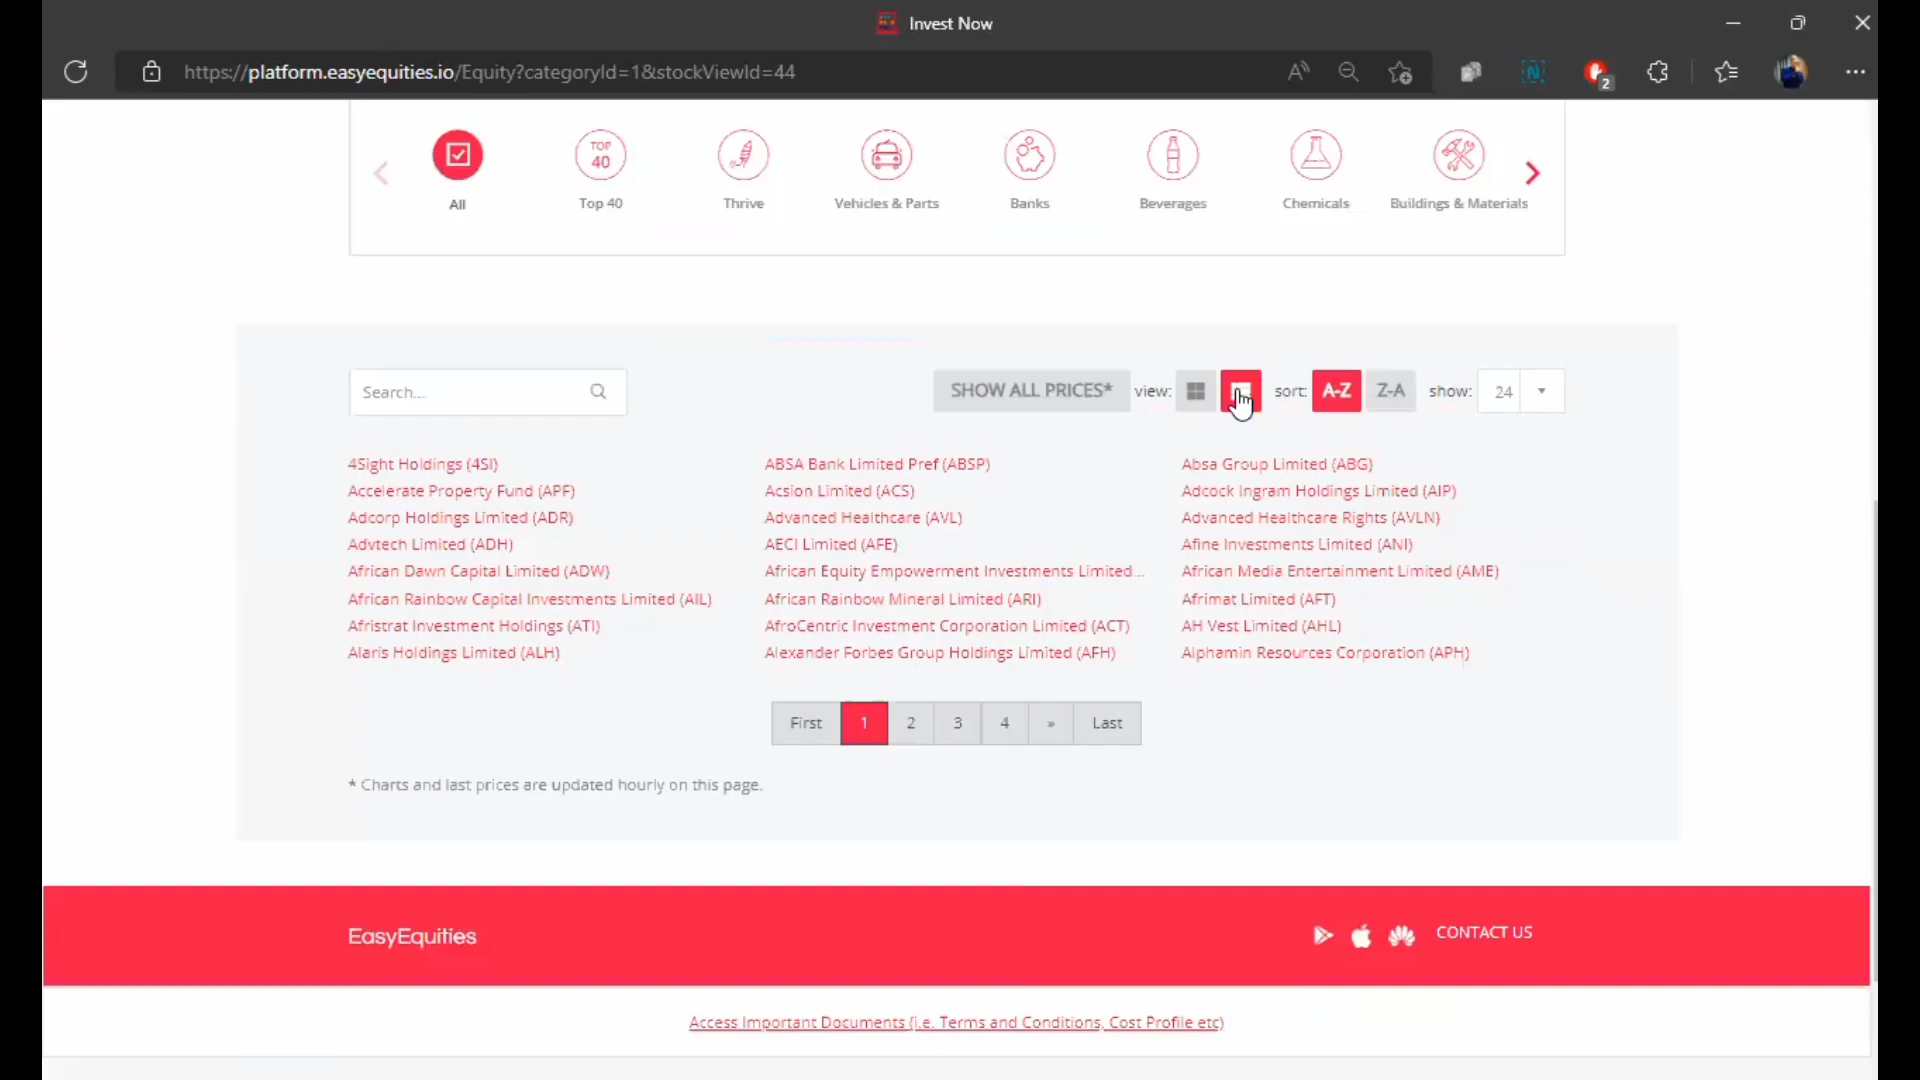 Invest Now
https://platform.easyequities.io/Equity?categoryId=1&stockViewId=44
2
TOP
40
All
Top 40
Thrive
Vehicles & Parts
Banks
Beverages
Chemicals
Buildings & Materials
Search...
SHOW ALL PRICES*
view:
sort:
A-Z
Z-A
show:
24
4Sight Holdings (4SI)
ABSA Bank Limited Pref (ABSP)
Absa Group Limited (ABG)
Accelerate Property Fund (APF)
Acsion Limited (ACS)
Adcock Ingram Holdings Limited (AIP)
Adcorp Holdings Limited (ADR)
Advanced Healthcare (AVL)
Advanced Healthcare Rights (AVLN)
Advtech Limited (ADH)
AECI Limited (AFE)
Afine Investments Limited (ANI)
African Dawn Capital Limited (ADW)
African Equity Empowerment Investments Limited...
African Media Entertainment Limited (AME)
African Rainbow Capital Investments Limited (AIL)
African Rainbow Mineral Limited (ARI)
Afrimat Limited (AFT)
Afristrat Investment Holdings (ATI)
AfroCentric Investment Corporation Limited (ACT)
AH Vest Limited (AHL)
Alaris Holdings Limited (ALH)
Alexander Forbes Group Holdings Limited (AFH)
Alphamin Resources Corporation (APH)
First 1 2 3 4 » Last
* Charts and last prices are updated hourly on this page.
EasyEquities
CONTACT US
Access Important Documents (i.e. Terms and Conditions, Cost Profile etc)